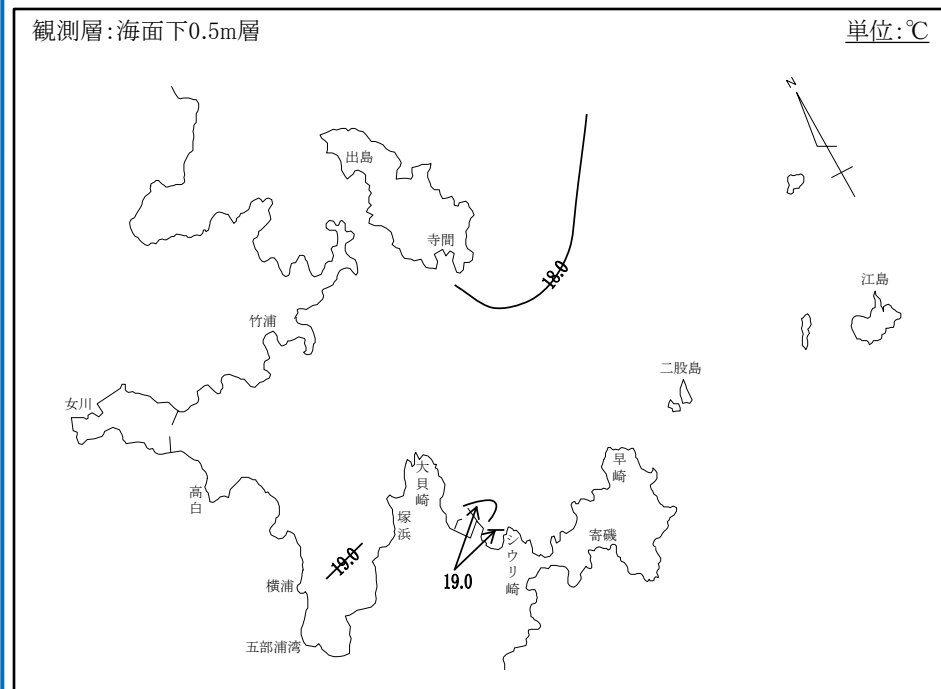 観測層:海面下0.5m層
単位:℃
N
出島
寺間
18.0
江島
竹浦
二股島
女川
大貝崎
早崎
高白
塚浜
寄磯
シウリ崎
19.0
19.0
横浦
五部浦湾